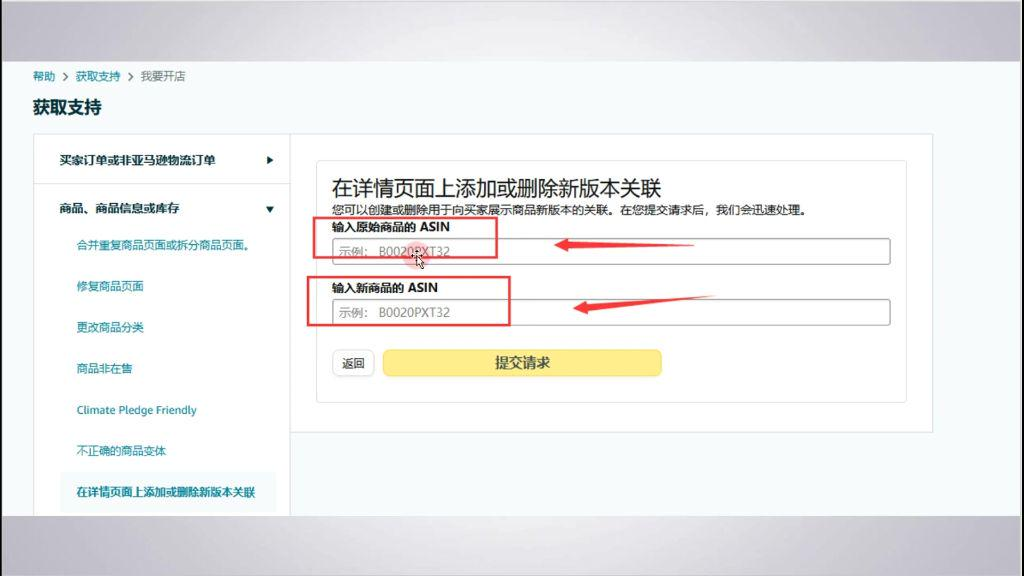 帮助 > 获取支持 > 我要开店
获取支持
买家订单或非亚马逊物流订单
商品、商品信息或库存
合并重复商品页面或拆分商品页面。
修复商品页面
更改商品分类
商品非在售
Climate Pledge Friendly
不正确的商品变体
在详情页面上添加或删除新版本关联
在详情页面上添加或删除新版本关联
您可以创建或删除用于向买家展示商品新版本的关联。在您提交请求后，我们会迅速处理。
输入原始商品的 ASIN
示例： B0020PXT32
输入新商品的 ASIN
示例： B0020PXT32
返回
提交请求